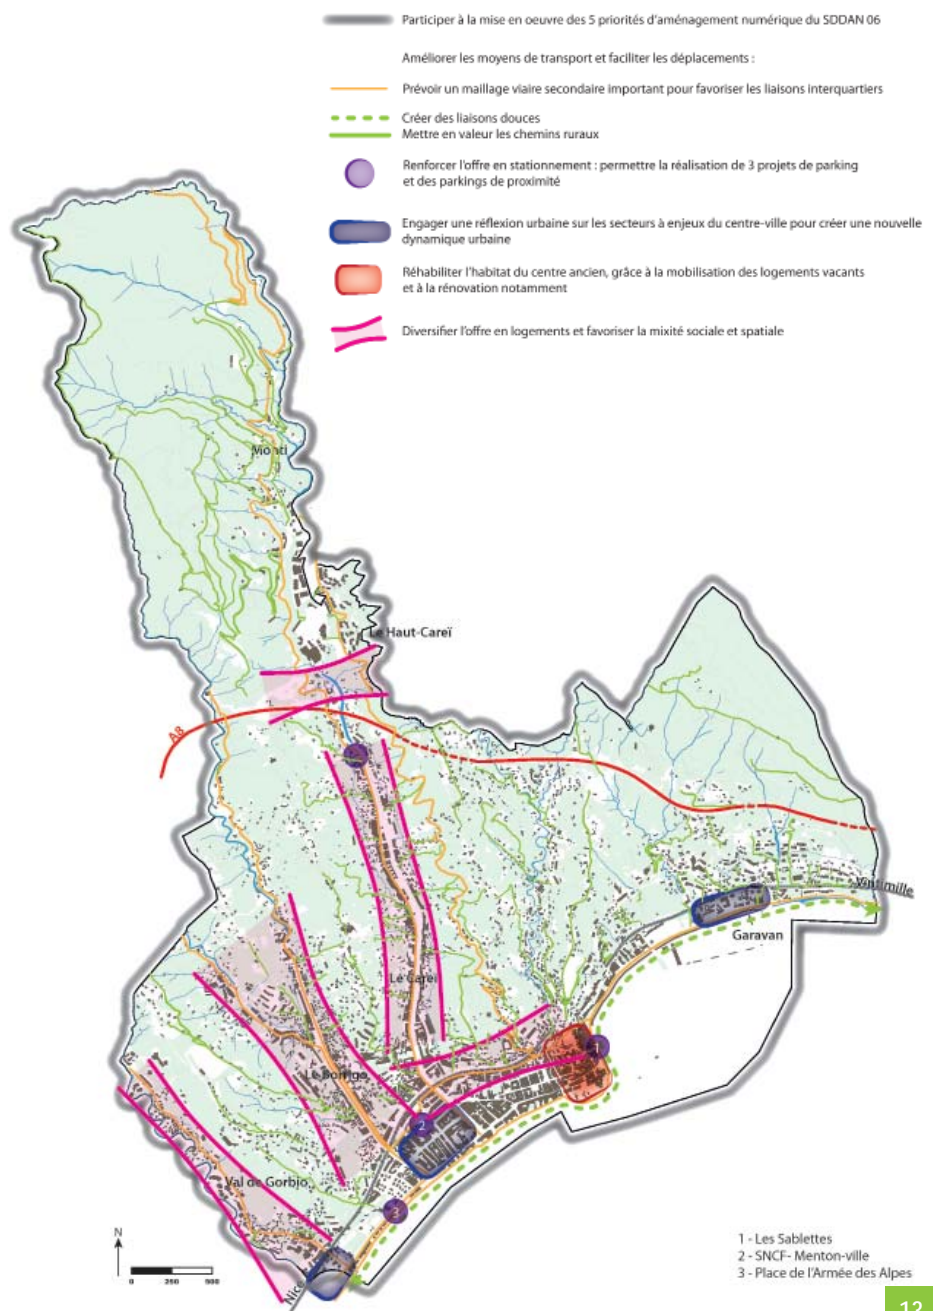 Participer à la mise en oeuvre des 5 priorités d'aménagement numérique du SDDAN 06
Améliorer les moyens de transport et faciliter les déplacements :
Prévoir un maillage viaire secondaire important pour favoriser les liaisons interquartiers
Créer des liaisons douces
Mettre en valeur les chemins ruraux
Renforcer l'offre en stationnement : permettre la réalisation de 3 projets de parking
et des parkings de proximité
Engager une réflexion urbaine sur les secteurs à enjeux du centre-ville pour créer une nouvelle
dynamique urbaine
Réhabiliter l'habitat du centre ancien, grâce à la mobilisation des logements vacants
et à la rénovation notamment
Diversifier l'offre en logements et favoriser la mixité sociale et spatiale
Monti
Le Haut-Careï
A8
Vintimille
Garavan
Le Careï
1
Le Borrigo
2
Val de Gorbio
3
Nice
N
0 250 500
1 - Les Sablettes
2 - SNCF- Menton-ville
3 - Place de l'Armée des Alpes
13